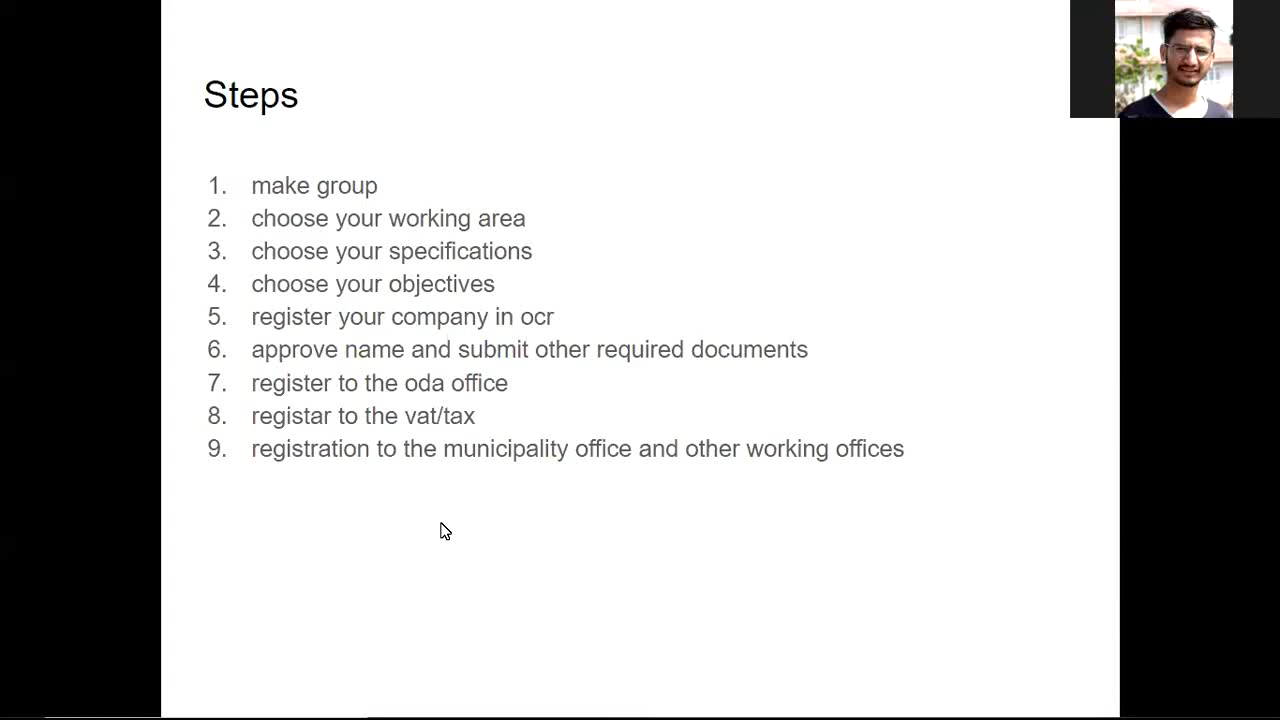 Steps
1. make group
2. choose your working area
3. choose your specifications
4. choose your objectives
5. register your company in ocr
6. approve name and submit other required documents
7. register to the oda office
8. registar to the vat/tax
9. registration to the municipality office and other working offices